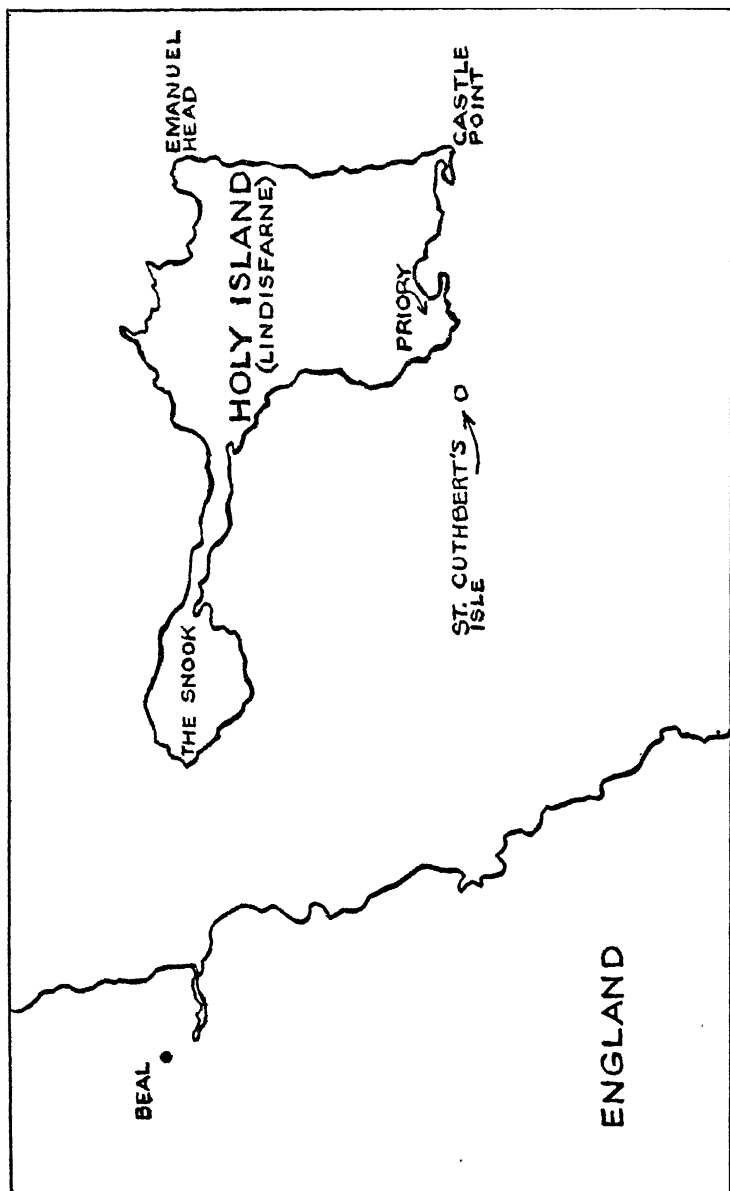 EMANUEL
HEAD
HOLY ISLAND
(LINDISFARNE)
THE SNOOK
PRIORY
CASTLE
POINT
ST. CUTHBERT'S
ISLE
BEAL
ENGLAND